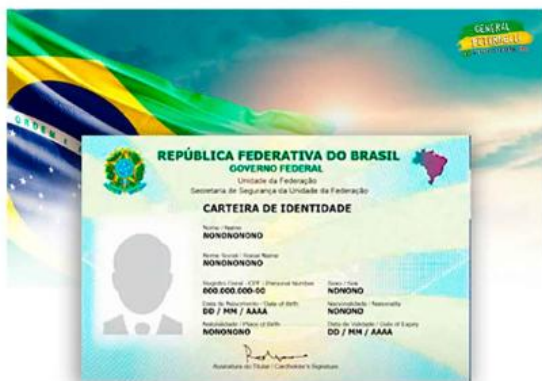 GENERAL
PETERNELLI
ORDEM E
REPÚBLICA FEDERATIVA DO BRASIL
GOVERNO FEDERAL
Unidade da Federação
Secretaria de Segurança da Unidade da Federação
CARTEIRA DE IDENTIDADE
Nome / Name
NONONONONO
Nome Social / Social Name
NONONONONO
Registro Geral - CPF / Personal Number
Sexo / Sex
000.000.000-00
NONONO
Data de Nascimento / Date of Birth
Nacionalidade / Nationality
DD / MM / AAAA
NONONO
Naturalidade / Place of Birth
Data de Validade / Date of Expiry
NONONONO
DD / MM / AAAA
Assinatura do Titular / Cardholder's Signature